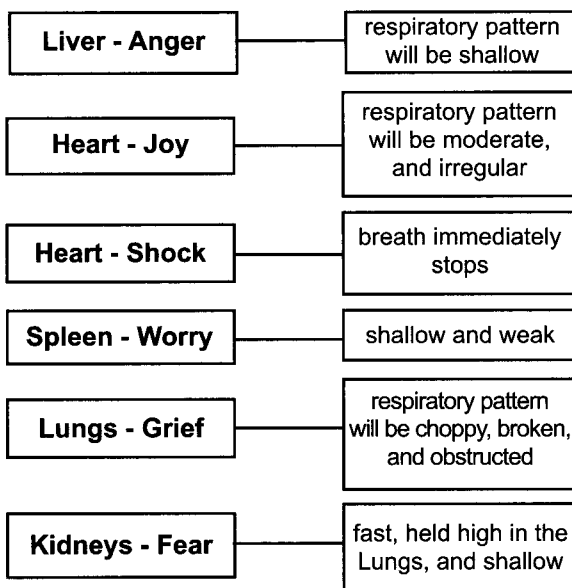 Liver - Anger
respiratory pattern
will be shallow
Heart - Joy
respiratory pattern
will be moderate,
and irregular
Heart - Shock
breath immediately
stops
Spleen - Worry
shallow and weak
Lungs - Grief
respiratory pattern
will be choppy, broken,
and obstructed
Kidneys - Fear
fast, held high in the
Lungs, and shallow